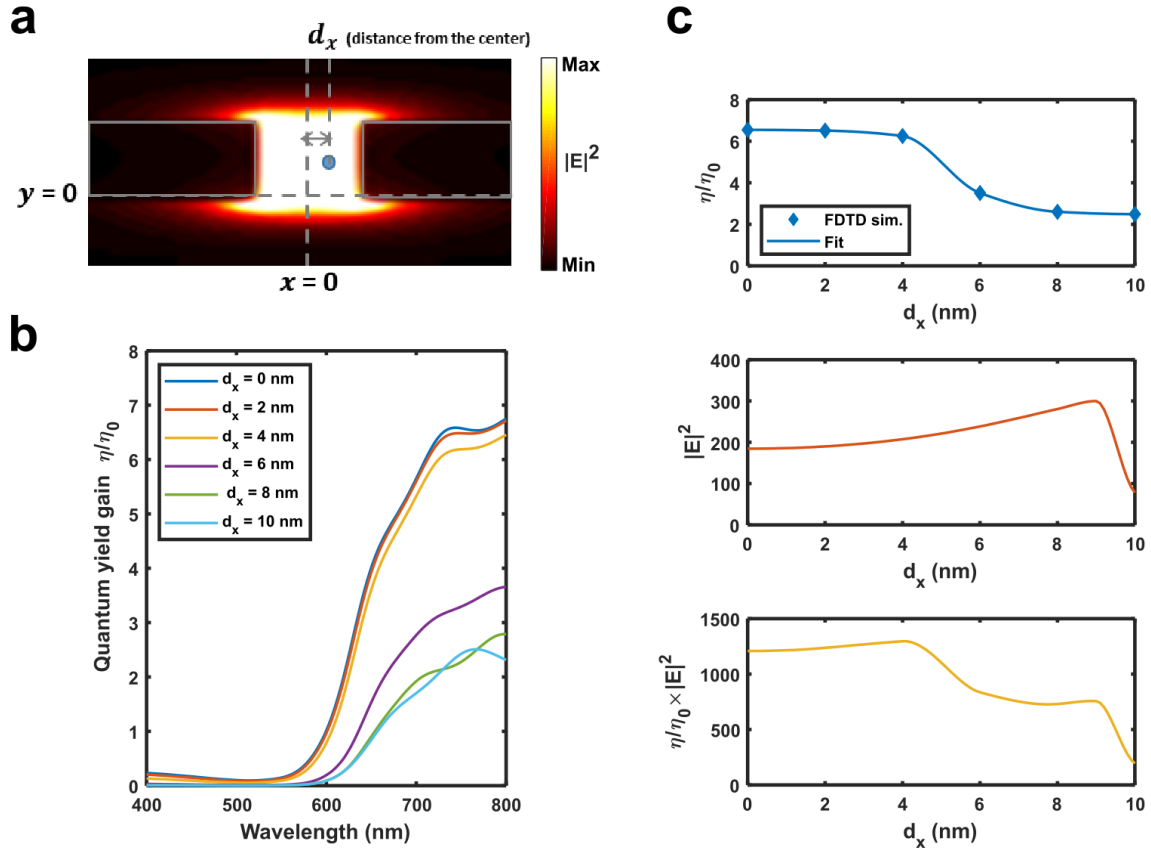 a
d_x (distance from the center)
Max
|E|²
Min
y = 0
x = 0
b
8
7
6
5
4
3
2
1
0
Quantum yield gain η/η₀
d_x = 0 nm
d_x = 2 nm
d_x = 4 nm
d_x = 6 nm
d_x = 8 nm
d_x = 10 nm
400
500
600
700
800
Wavelength (nm)
c
8
6
4
2
0
η/η₀
FDTD sim.
Fit
0 2 4 6 8 10
d_x (nm)
400
300
200
100
0
|E|²
0 2 4 6 8 10
d_x (nm)
1500
1000
500
0
η/η₀×|E|²
0 2 4 6 8 10
d_x (nm)